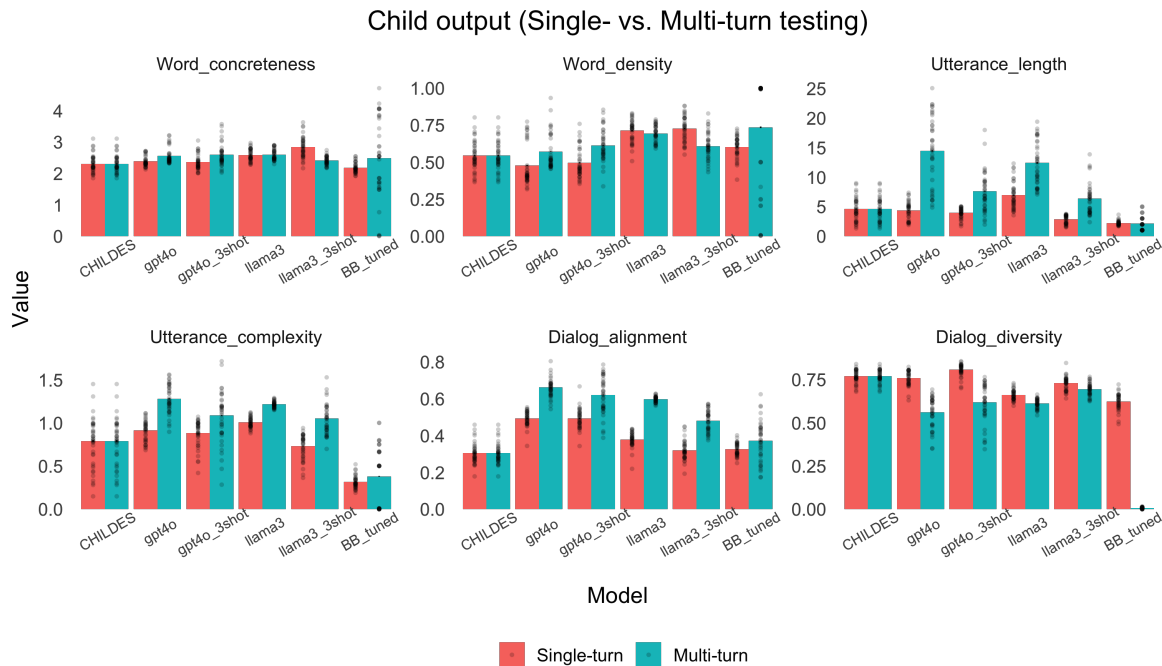 Child output (Single- vs. Multi-turn testing)
Word_concreteness
Word_density
Utterance_length
4
3
2
1
0
1.00
0.75
0.50
0.25
0.00
25
20
15
10
5
0
CHILDES
gpt4o
gpt4o_3shot
llama3
llama3_3shot
BB_tuned
CHILDES
gpt4o
gpt4o_3shot
llama3
llama3_3shot
BB_tuned
CHILDES
gpt4o
gpt4o_3shot
llama3
llama3_3shot
BB_tuned
Value
Utterance_complexity
Dialog_alignment
Dialog_diversity
1.5
1.0
0.5
0.0
0.8
0.6
0.4
0.2
0.0
0.75
0.50
0.25
0.00
CHILDES
gpt4o
gpt4o_3shot
llama3
llama3_3shot
BB_tuned
CHILDES
gpt4o
gpt4o_3shot
llama3
llama3_3shot
BB_tuned
CHILDES
gpt4o
gpt4o_3shot
llama3
llama3_3shot
BB_tuned
Model
Single-turn
Multi-turn